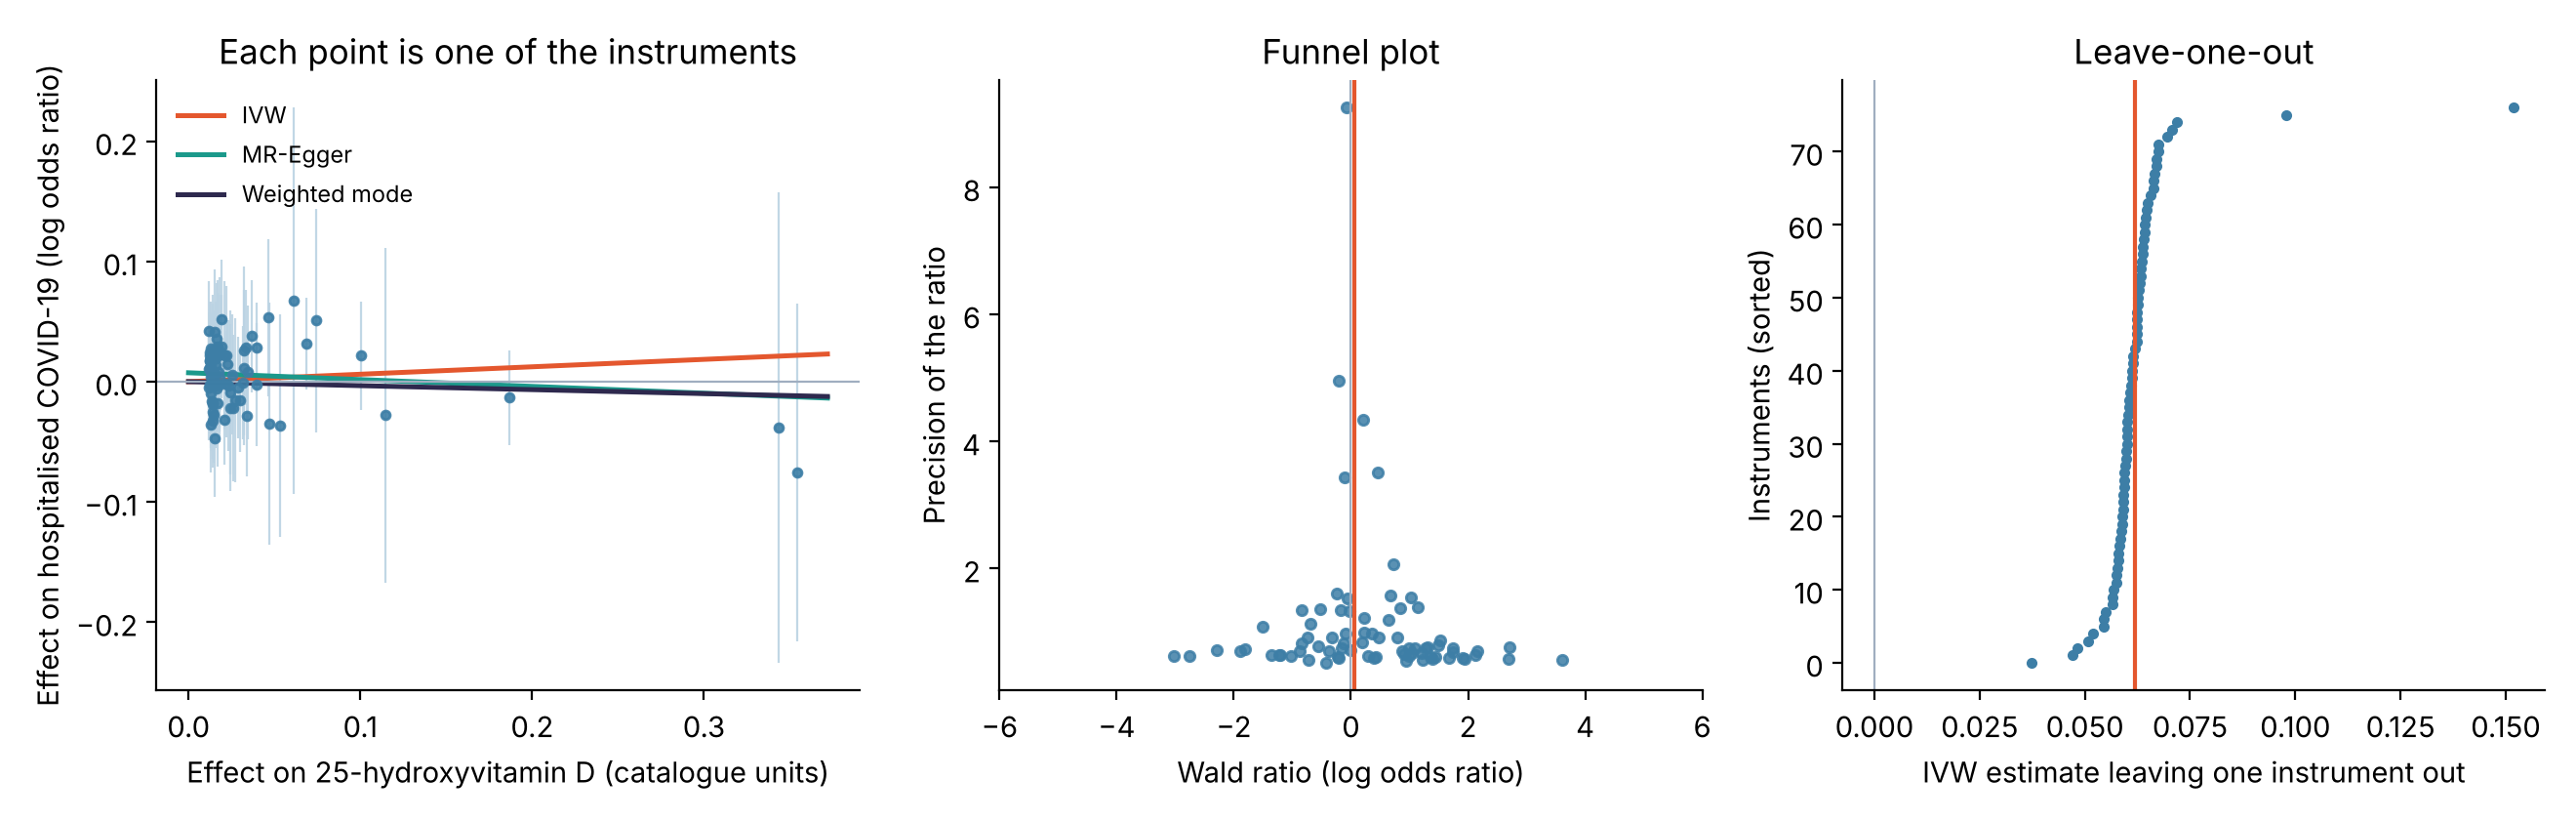 Each point is one of the instruments
Effect on hospitalised COVID-19 (log odds ratio)
0.2
0.1
0.0
−0.1
−0.2
IVW
MR-Egger
Weighted mode
0.0 0.1 0.2 0.3
Effect on 25-hydroxyvitamin D (catalogue units)
Funnel plot
Precision of the ratio
8
6
4
2
−6 −4 −2 0 2 4 6
Wald ratio (log odds ratio)
Leave-one-out
Instruments (sorted)
70
60
50
40
30
20
10
0
0.000 0.025 0.050 0.075 0.100 0.125 0.150
IVW estimate leaving one instrument out